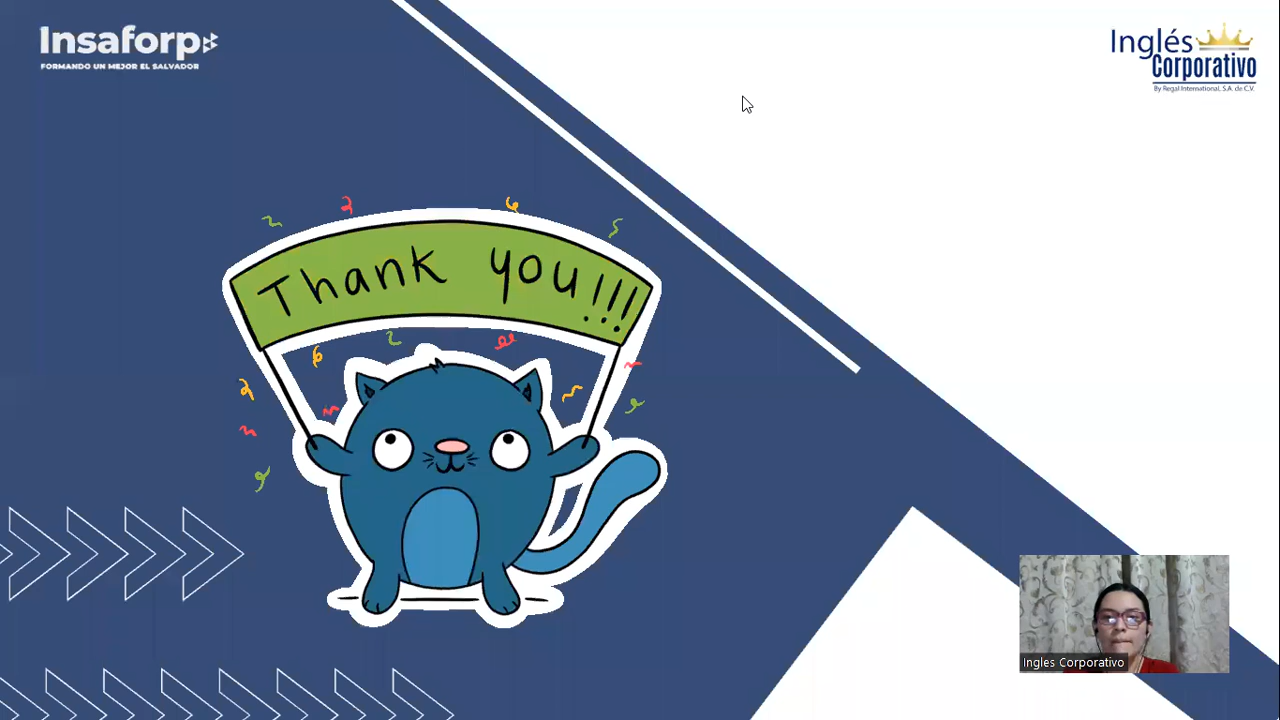 Insaforp
FORMANDO UN MEJOR EL SALVADOR
Inglés
Corporativo
By Regal International, S.A. de C.V.
Thank you!!!
Ingles Corporativo